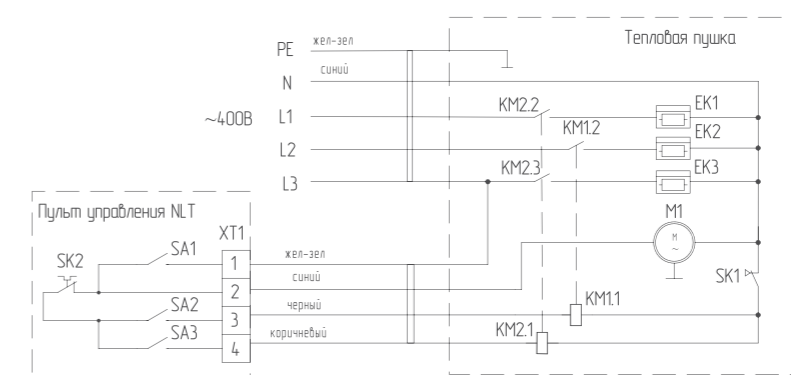 Тепловая пушка
PE жел-зел
N синий
~400В
L1 KM2.2 EK1
L2 KM1.2 EK2
L3 KM2.3 EK3
Пульт управления NLT
XT1
M1
M
~
SK2 SA1 1 жел-зел
2 синий
SK1
SA2 3 черный KM1.1
SA3 4 коричневый KM2.1